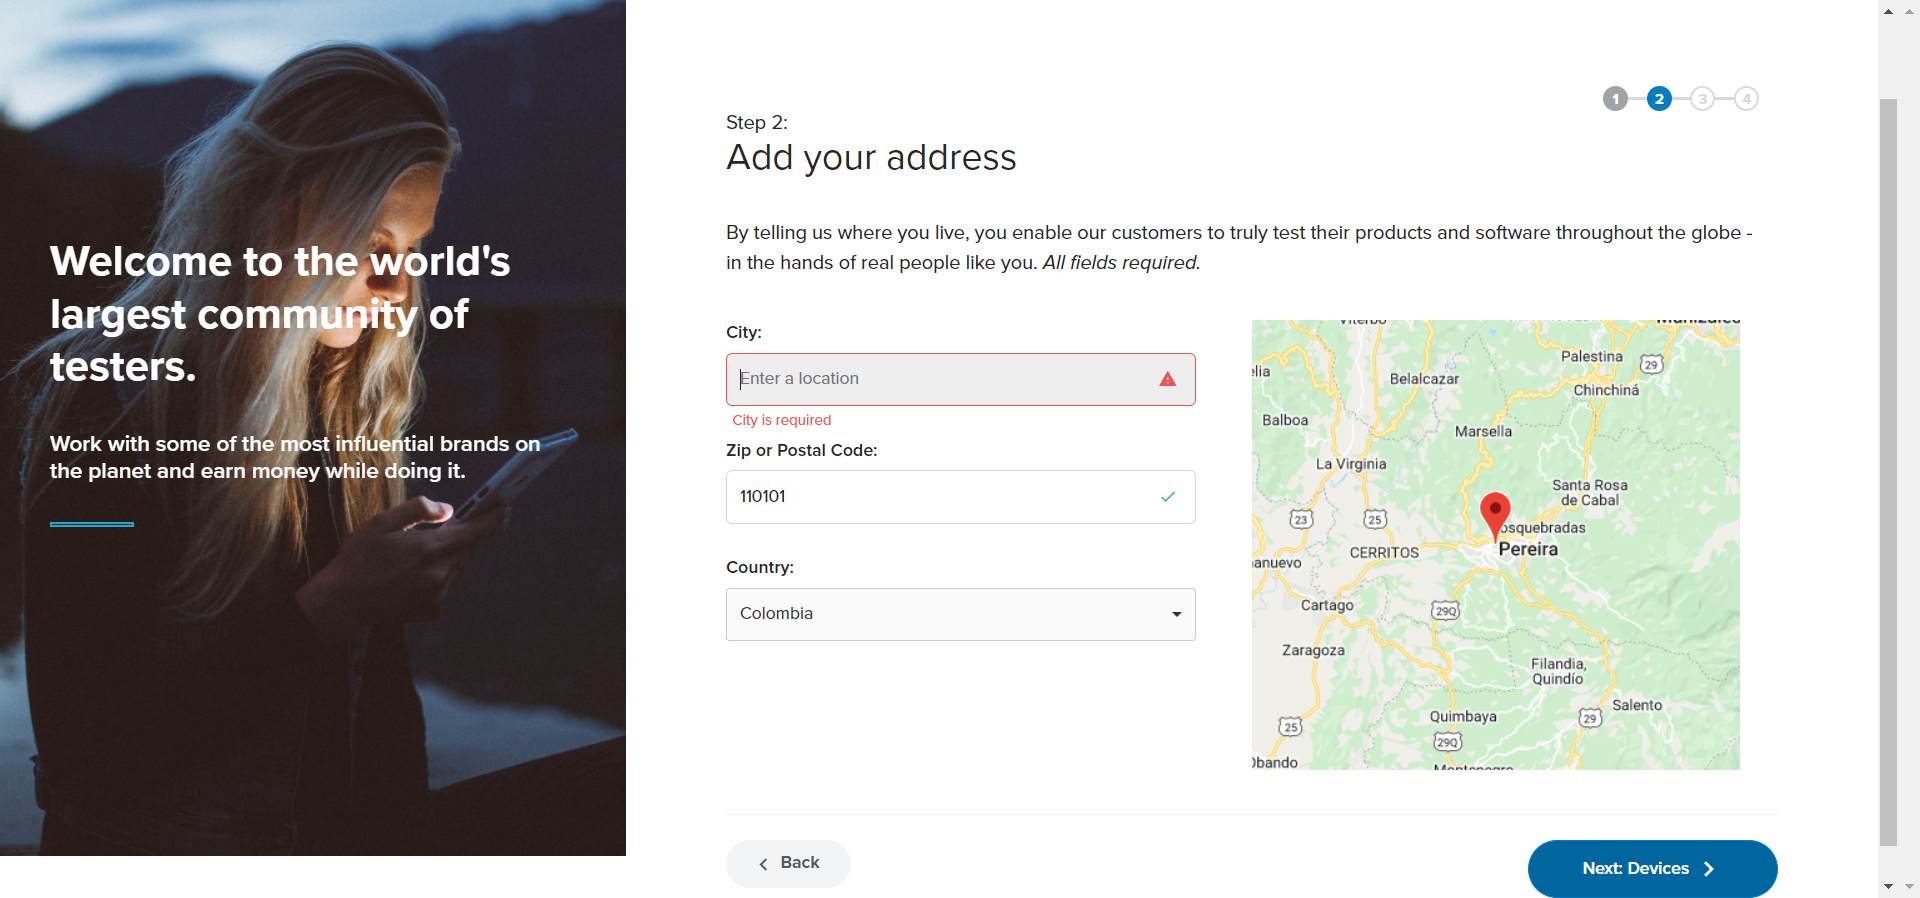 Welcome to the world's
largest community of
testers.
Work with some of the most influential brands on
the planet and earn money while doing it.
1 2 3 4
Step 2:
Add your address
By telling us where you live, you enable our customers to truly test their products and software throughout the globe -
in the hands of real people like you. All fields required.
City:
Enter a location
City is required
Zip or Postal Code:
110101
Country:
Colombia
Palestina
29
Belalcazar
Chinchiná
Balboa
Marsella
La Virginia
Santa Rosa
de Cabal
23
25
osquebradas
CERRITOS
Pereira
anuevo
Cartago
29Q
Zaragoza
Filandia,
Quindío
Salento
Quimbaya
29
25
29Q
Obando
Back
Next: Devices